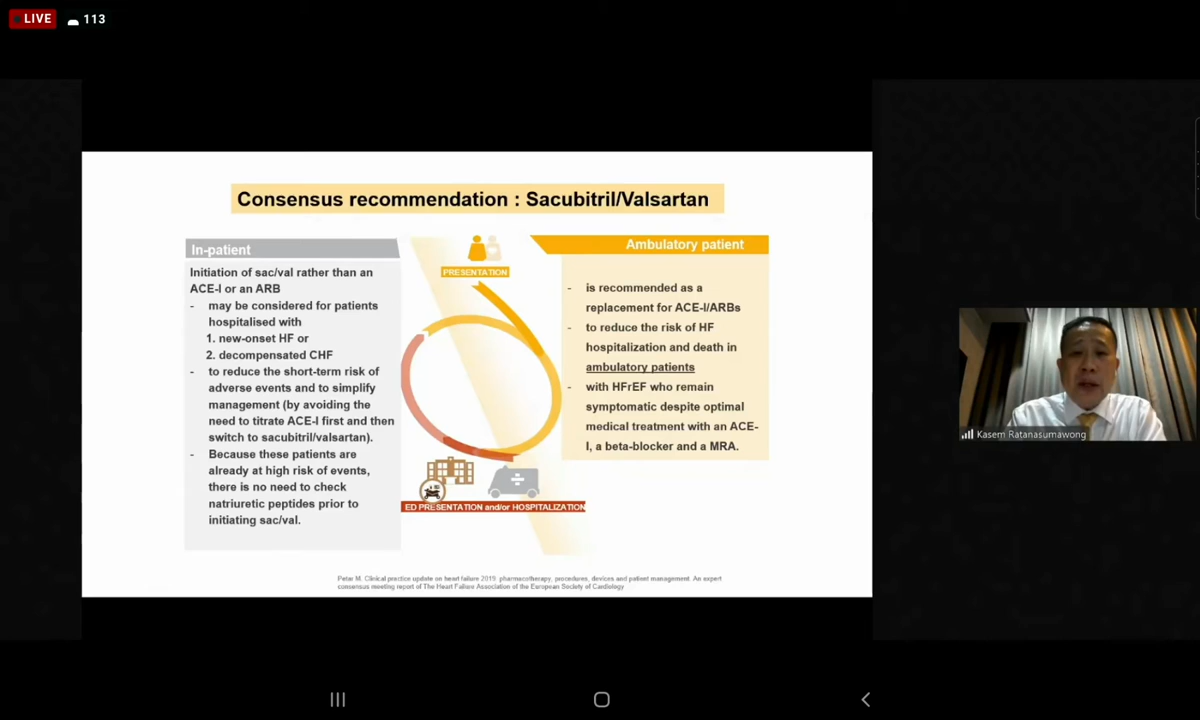 LIVE 113
Consensus recommendation : Sacubitril/Valsartan
In-patient
Initiation of sac/val rather than an
ACE-I or an ARB
- may be considered for patients
hospitalised with
1. new-onset HF or
2. decompensated CHF
- to reduce the short-term risk of
adverse events and to simplify
management (by avoiding the
need to titrate ACE-I first and then
switch to sacubitril/valsartan).
- Because these patients are
already at high risk of events,
there is no need to check
natriuretic peptides prior to
initiating sac/val.
PRESENTATION
ED PRESENTATION and/or HOSPITALIZATION
Ambulatory patient
- is recommended as a
replacement for ACE-I/ARBs
- to reduce the risk of HF
hospitalization and death in
ambulatory patients
- with HFrEF who remain
symptomatic despite optimal
medical treatment with an ACE-
I, a beta-blocker and a MRA.
Petar M. Clinical practice update on heart failure 2019: pharmacotherapy, procedures, devices and patient management. An expert
consensus meeting report of The Heart Failure Association of the European Society of Cardiology
Kasem Ratanasumawong